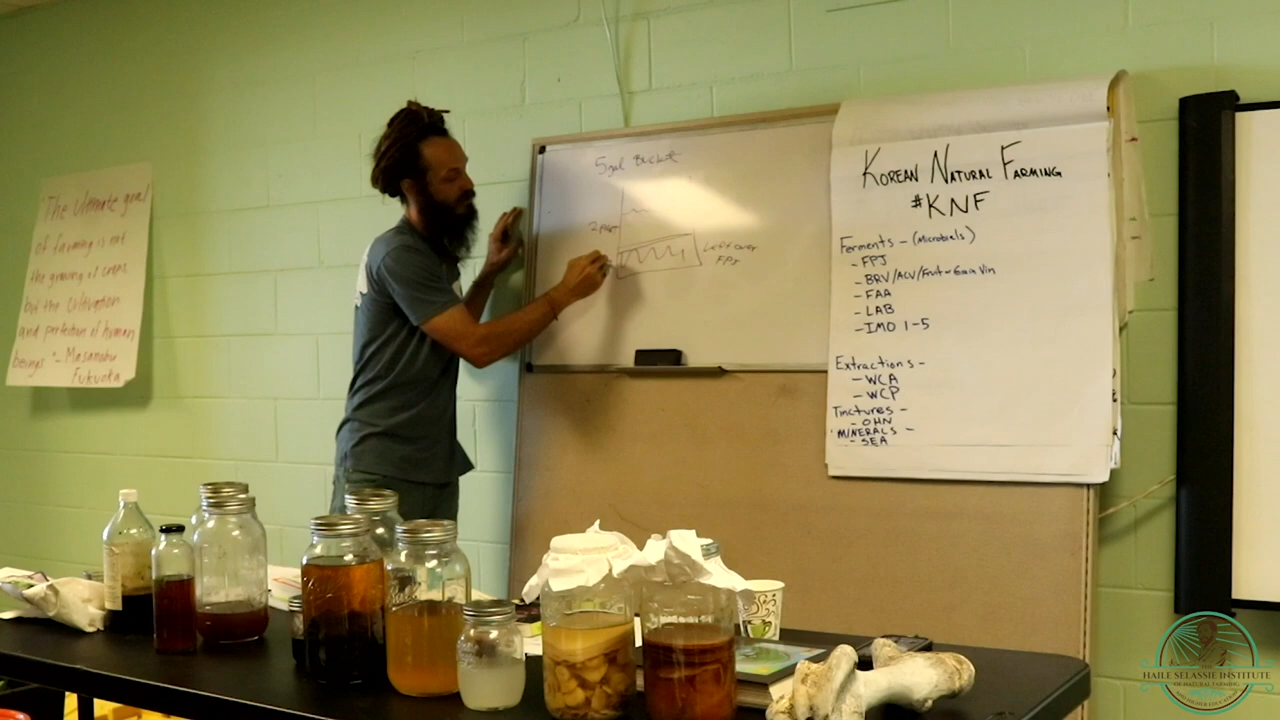 "The Ultimate goal
of farming is not
the growing of crops
but the cultivation
and perfection of human
beings." - Masanobu
Fukuoka
5gal Bucket
2 part
Left over
FPJ
KOREAN NATURAL FARMING
#KNF
Ferments - (Microbials)
- FPJ
- BRV/ACV/Fruit or Grain Vin
- FAA
- LAB
- IMO 1-5
Extractions -
- WCA
- WCP
Tinctures -
- OHN
MINERALS -
- SEA
Ball
HAILE SELASSIE INSTITUTE
OF NATURAL FARMING